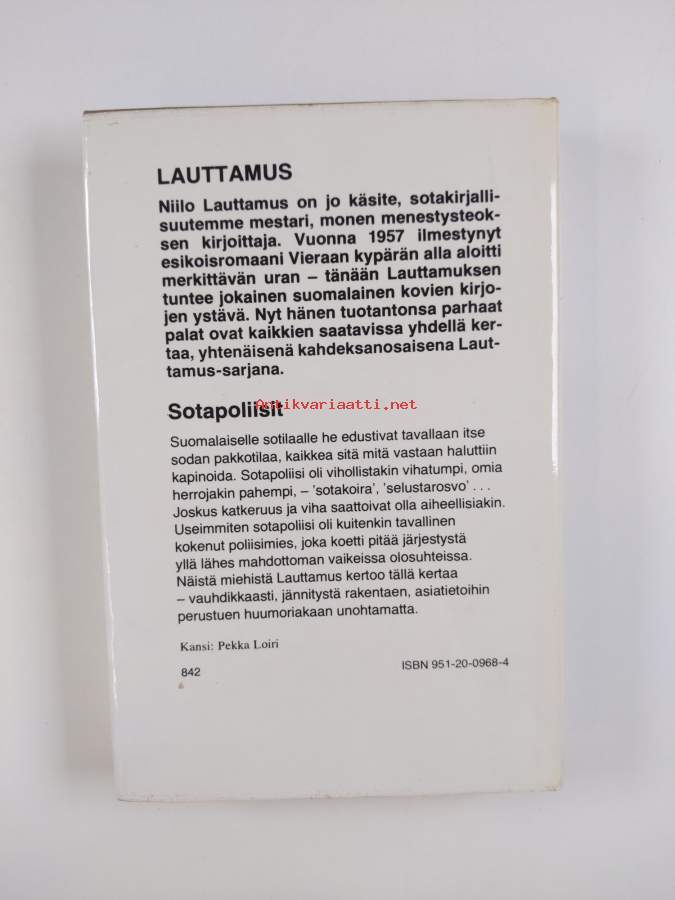 LAUTTAMUS
Niilo Lauttamus on jo käsite, sotakirjalli-
suutemme mestari, monen menestysteok-
sen kirjoittaja. Vuonna 1957 ilmestynyt
esikoisromaani Vieraan kypärän alla aloitti
merkittävän uran – tänään Lauttamuksen
tuntee jokainen suomalainen kovien kirjo-
jen ystävä. Nyt hänen tuotantonsa parhaat
palat ovat kaikkien saatavissa yhdellä ker-
taa, yhtenäisenä kahdeksanosaisena Laut-
tamus-sarjana.
Antikvariaatti.net
Sotapoliisit
Suomalaiselle sotilaalle he edustivat tavallaan itse
sodan pakkotilaa, kaikkea sitä mitä vastaan haluttiin
kapinoida. Sotapoliisi oli vihollistakin vihatumpi, omia
herrojakin pahempi, – 'sotakoira', 'selustarosvo' . . .
Joskus katkeruus ja viha saattoivat olla aiheellisiakin.
Useimmiten sotapoliisi oli kuitenkin tavallinen
kokenut poliisimies, joka koetti pitää järjestystä
yllä lähes mahdottoman vaikeissa olosuhteissa.
Näistä miehistä Lauttamus kertoo tällä kertaa
– vauhdikkaasti, jännitystä rakentaen, asiatietoihin
perustuen huumoriakaan unohtamatta.
Kansi: Pekka Loiri
842
ISBN 951-20-0968-4